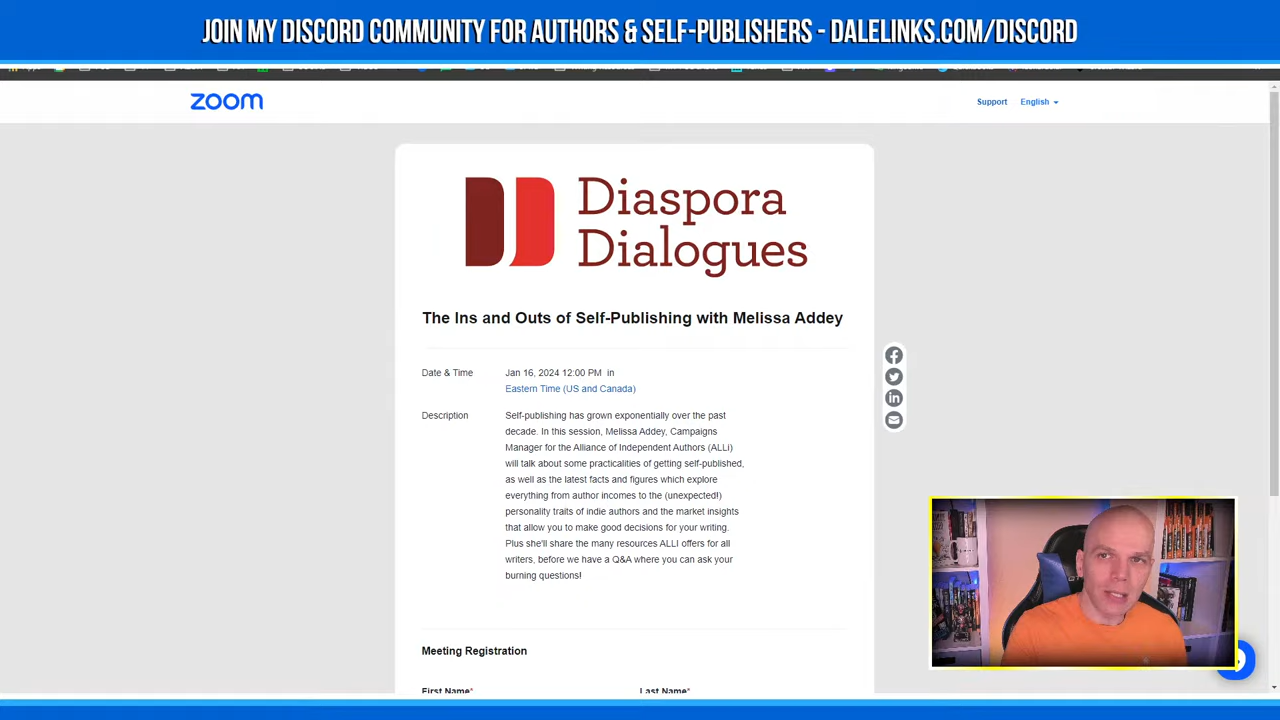 JOIN MY DISCORD COMMUNITY FOR AUTHORS & SELF-PUBLISHERS - DALELINKS.COM/DISCORD
zoom
Support English
Diaspora
Dialogues
The Ins and Outs of Self-Publishing with Melissa Addey
Date & Time Jan 16, 2024 12:00 PM in
Eastern Time (US and Canada)
Description Self-publishing has grown exponentially over the past
decade. In this session, Melissa Addey, Campaigns
Manager for the Alliance of Independent Authors (ALLi)
will talk about some practicalities of getting self-published,
as well as the latest facts and figures which explore
everything from author incomes to the (unexpected!)
personality traits of indie authors and the market insights
that allow you to make good decisions for your writing.
Plus she'll share the many resources ALLI offers for all
writers, before we have a Q&A where you can ask your
burning questions!
Meeting Registration
First Name* Last Name*